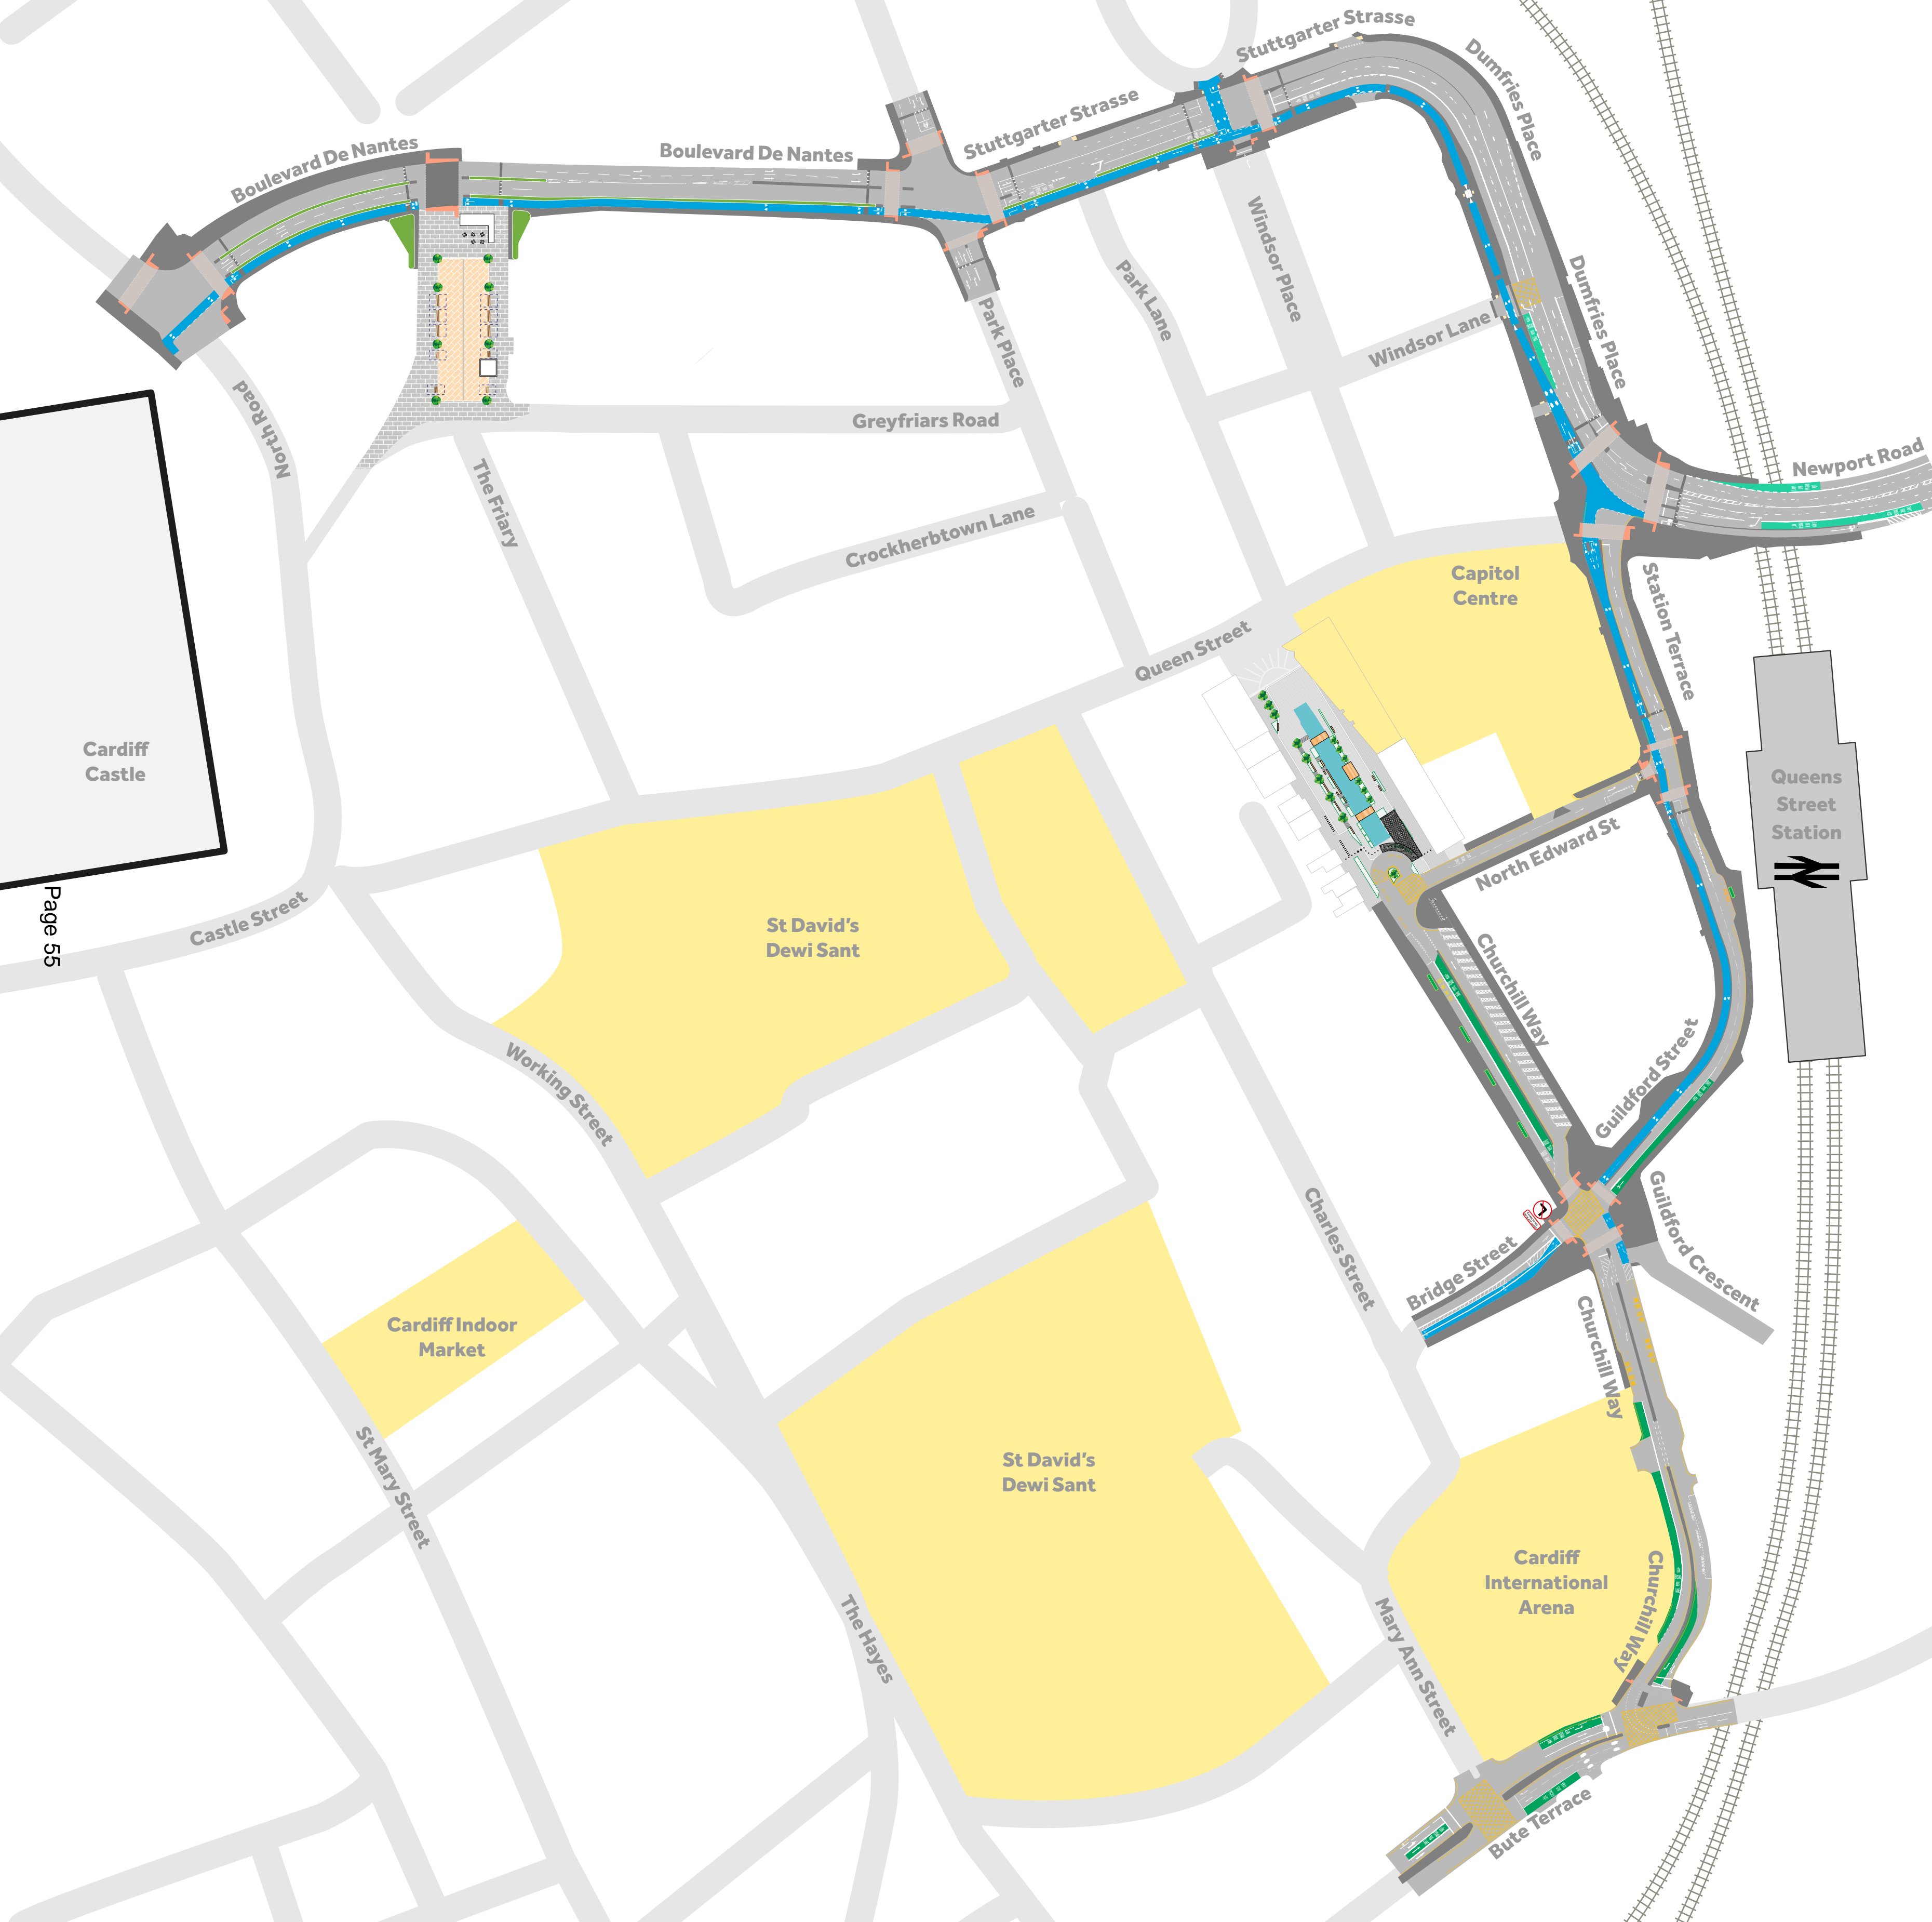 Stuttgarter Strasse
Dumfries Place
Boulevard De Nantes
Boulevard De Nantes
Stuttgarter Strasse
Windsor Place
Park Lane
Park Place
Windsor Lane
Dumfries Place
North Road
Greyfriars Road
Newport Road
The Friary
Crockherbtown Lane
Capitol
Centre
Station Terrace
Queen Street
Cardiff
Castle
Queens
Street
Station
North Edward St
Castle Street
Page 55
St David's
Dewi Sant
Churchill Way
Working Street
Guildford Street
Charles Street
Guildford Crescent
Bridge Street
Cardiff Indoor
Market
Churchill Way
St Mary Street
St David's
Dewi Sant
Cardiff
International
Arena
Churchill Way
The Hayes
Mary Ann Street
Bute Terrace